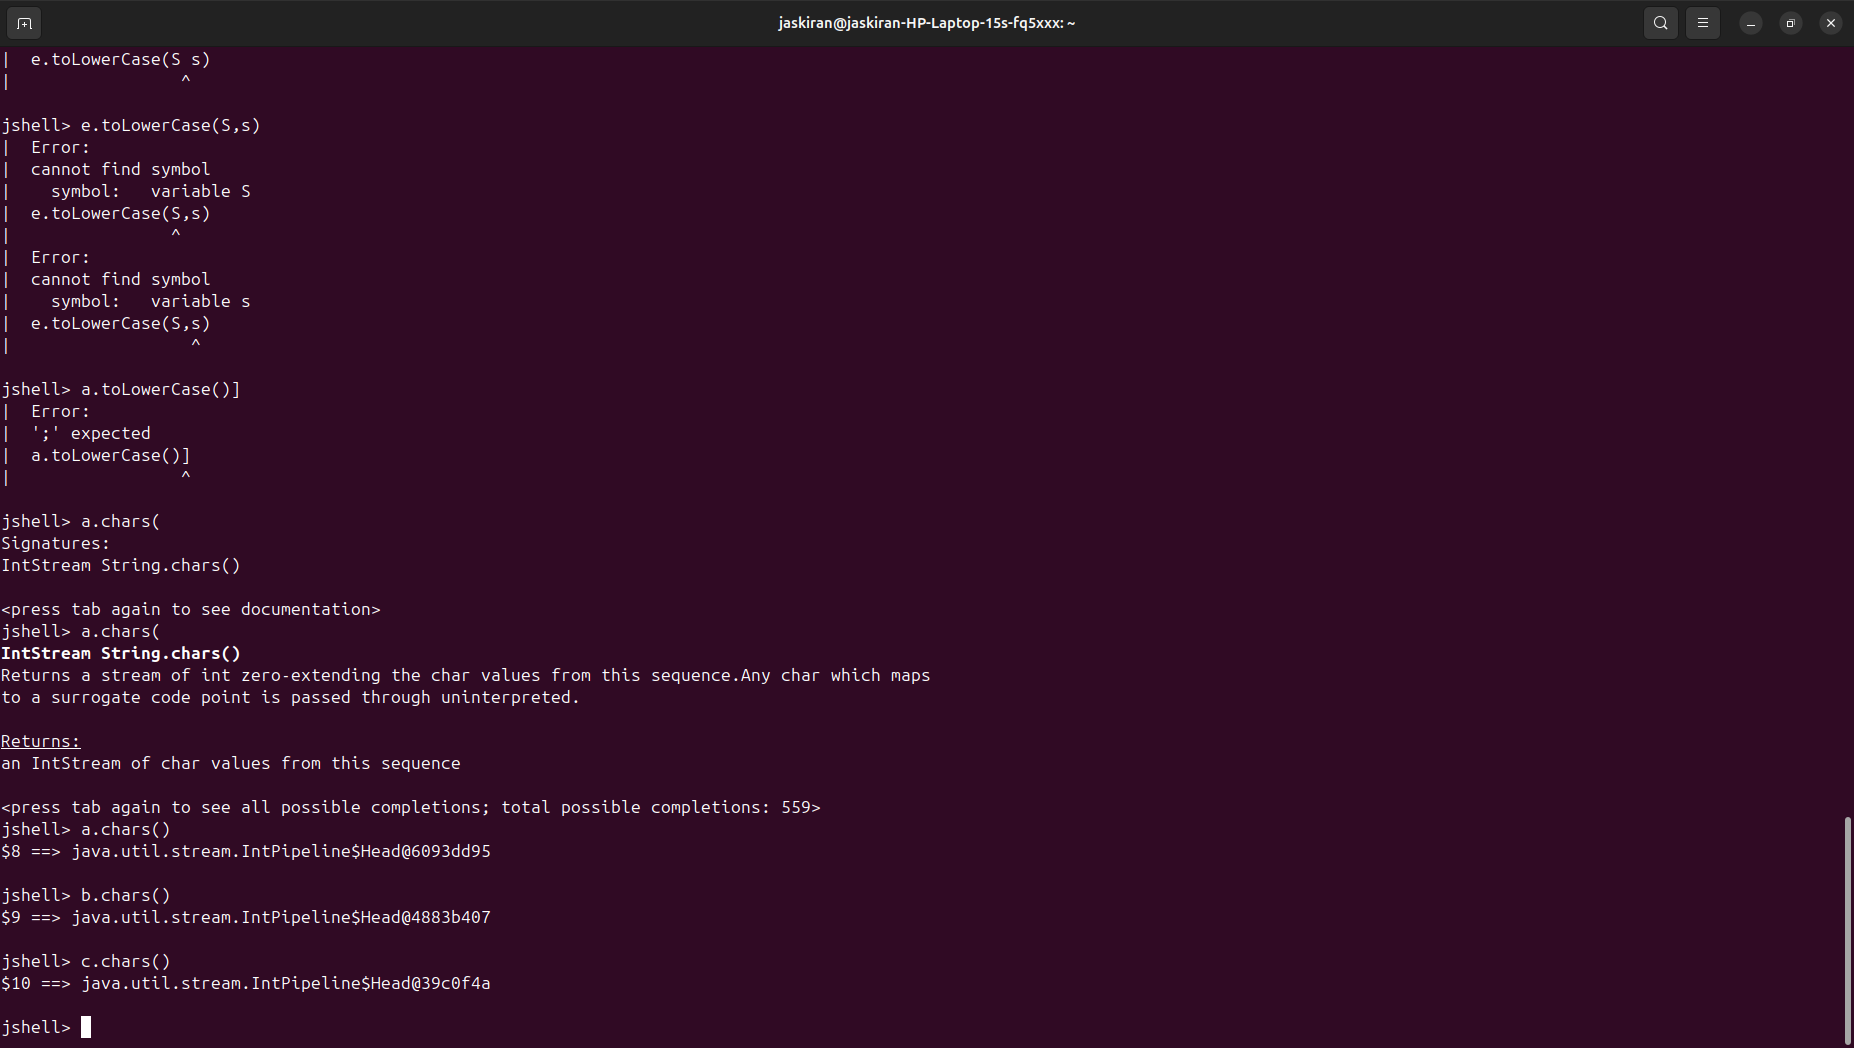 jaskiran@jaskiran-HP-Laptop-15s-fq5xxx: ~
|  e.toLowerCase(S s)
|                 ^
jshell> e.toLowerCase(S,s)
|  Error:
|  cannot find symbol
|    symbol:   variable S
|  e.toLowerCase(S,s)
|                ^
|  Error:
|  cannot find symbol
|    symbol:   variable s
|  e.toLowerCase(S,s)
|                  ^
jshell> a.toLowerCase()]
|  Error:
|  ';' expected
|  a.toLowerCase()]
|                 ^
jshell> a.chars(
Signatures:
IntStream String.chars()
<press tab again to see documentation>
jshell> a.chars(
IntStream String.chars()
Returns a stream of int zero-extending the char values from this sequence.Any char which maps
to a surrogate code point is passed through uninterpreted.
Returns:
an IntStream of char values from this sequence
<press tab again to see all possible completions; total possible completions: 559>
jshell> a.chars()
$8 ==> java.util.stream.IntPipeline$Head@6093dd95
jshell> b.chars()
$9 ==> java.util.stream.IntPipeline$Head@4883b407
jshell> c.chars()
$10 ==> java.util.stream.IntPipeline$Head@39c0f4a
jshell>